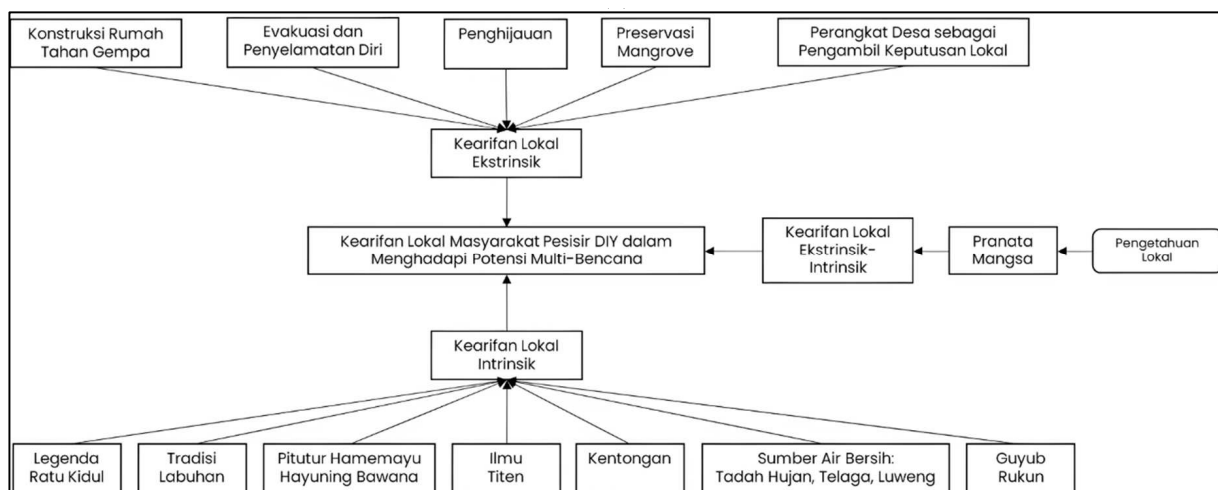 Konstruksi Rumah
Tahan Gempa
Evakuasi dan
Penyelamatan Diri
Penghijauan
Preservasi
Mangrove
Perangkat Desa sebagai
Pengambil Keputusan Lokal
Kearifan Lokal
Ekstrinsik
Kearifan Lokal Masyarakat Pesisir DIY dalam
Menghadapi Potensi Multi-Bencana
Kearifan Lokal
Ekstrinsik-
Intrinsik
Pranata
Mangsa
Pengetahuan
Lokal
Kearifan Lokal
Intrinsik
Legenda
Ratu Kidul
Tradisi
Labuhan
Pitutur Hamemayu
Hayuning Bawana
Ilmu
Titen
Kentongan
Sumber Air Bersih:
Tadah Hujan, Telaga, Luweng
Guyub
Rukun